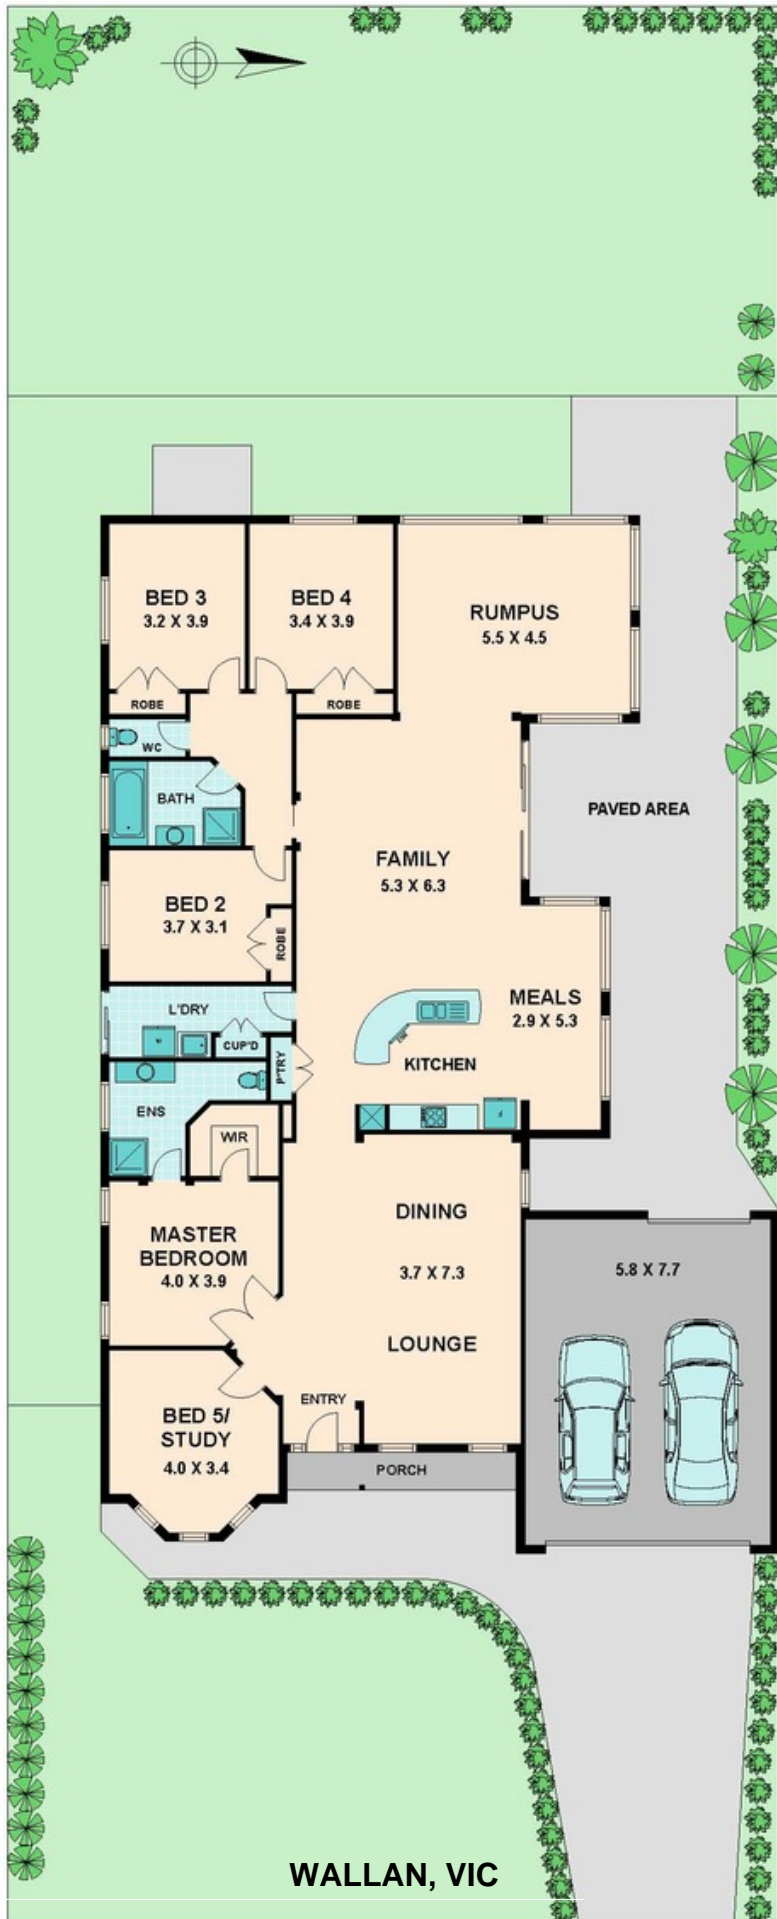 BED 3
3.2 X 3.9
BED 4
3.4 X 3.9
RUMPUS
5.5 X 4.5
ROBE
ROBE
WC
BATH
PAVED AREA
FAMILY
5.3 X 6.3
BED 2
3.7 X 3.1
ROBE
L'DRY
CUP'D
MEALS
2.9 X 5.3
P'TRY
KITCHEN
ENS
WIR
MASTER
BEDROOM
4.0 X 3.9
DINING
3.7 X 7.3
LOUNGE
5.8 X 7.7
ENTRY
BED 5/
STUDY
4.0 X 3.4
PORCH
WALLAN, VIC